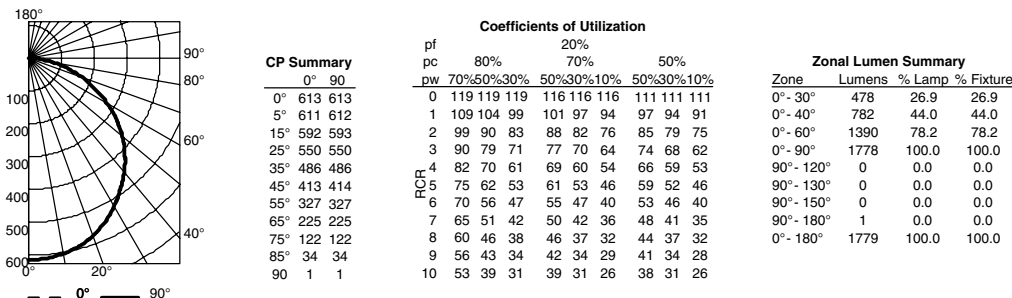 180°
90°
80°
100
200
60°
300
400
500
40°
600
0° 20°
0° 90°
CP Summary
0° 90
0° 613 613
5° 611 612
15° 592 593
25° 550 550
35° 486 486
45° 413 414
55° 327 327
65° 225 225
75° 122 122
85° 34 34
90 1 1
Coefficients of Utilization
pf 20%
pc 80% 70% 50%
pw 70%50%30% 50%30%10% 50%30%10%
RCR
0 119 119 119 116 116 116 111 111 111
1 109 104 99 101 97 94 97 94 91
2 99 90 83 88 82 76 85 79 75
3 90 79 71 77 70 64 74 68 62
4 82 70 61 69 60 54 66 59 53
5 75 62 53 61 53 46 59 52 46
6 70 56 47 55 47 40 53 46 40
7 65 51 42 50 42 36 48 41 35
8 60 46 38 46 37 32 44 37 32
9 56 43 34 42 34 29 41 34 28
10 53 39 31 39 31 26 38 31 26
Zonal Lumen Summary
Zone Lumens % Lamp % Fixture
0°- 30° 478 26.9 26.9
0°- 40° 782 44.0 44.0
0°- 60° 1390 78.2 78.2
0°- 90° 1778 100.0 100.0
90°- 120° 0 0.0 0.0
90°- 130° 0 0.0 0.0
90°- 150° 0 0.0 0.0
90°- 180° 1 0.0 0.0
0°- 180° 1779 100.0 100.0